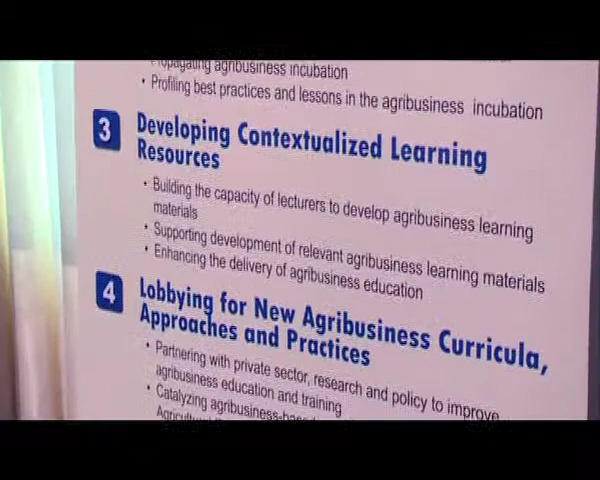 Propagating agribusiness incubation
• Profiling best practices and lessons in the agribusiness incubation
3 Developing Contextualized Learning
Resources
• Building the capacity of lecturers to develop agribusiness learning
materials
• Supporting development of relevant agribusiness learning materials
• Enhancing the delivery of agribusiness education
4 Lobbying for New Agribusiness Curricula,
Approaches and Practices
• Partnering with private sector, research and policy to improve
agribusiness education and training
• Catalyzing